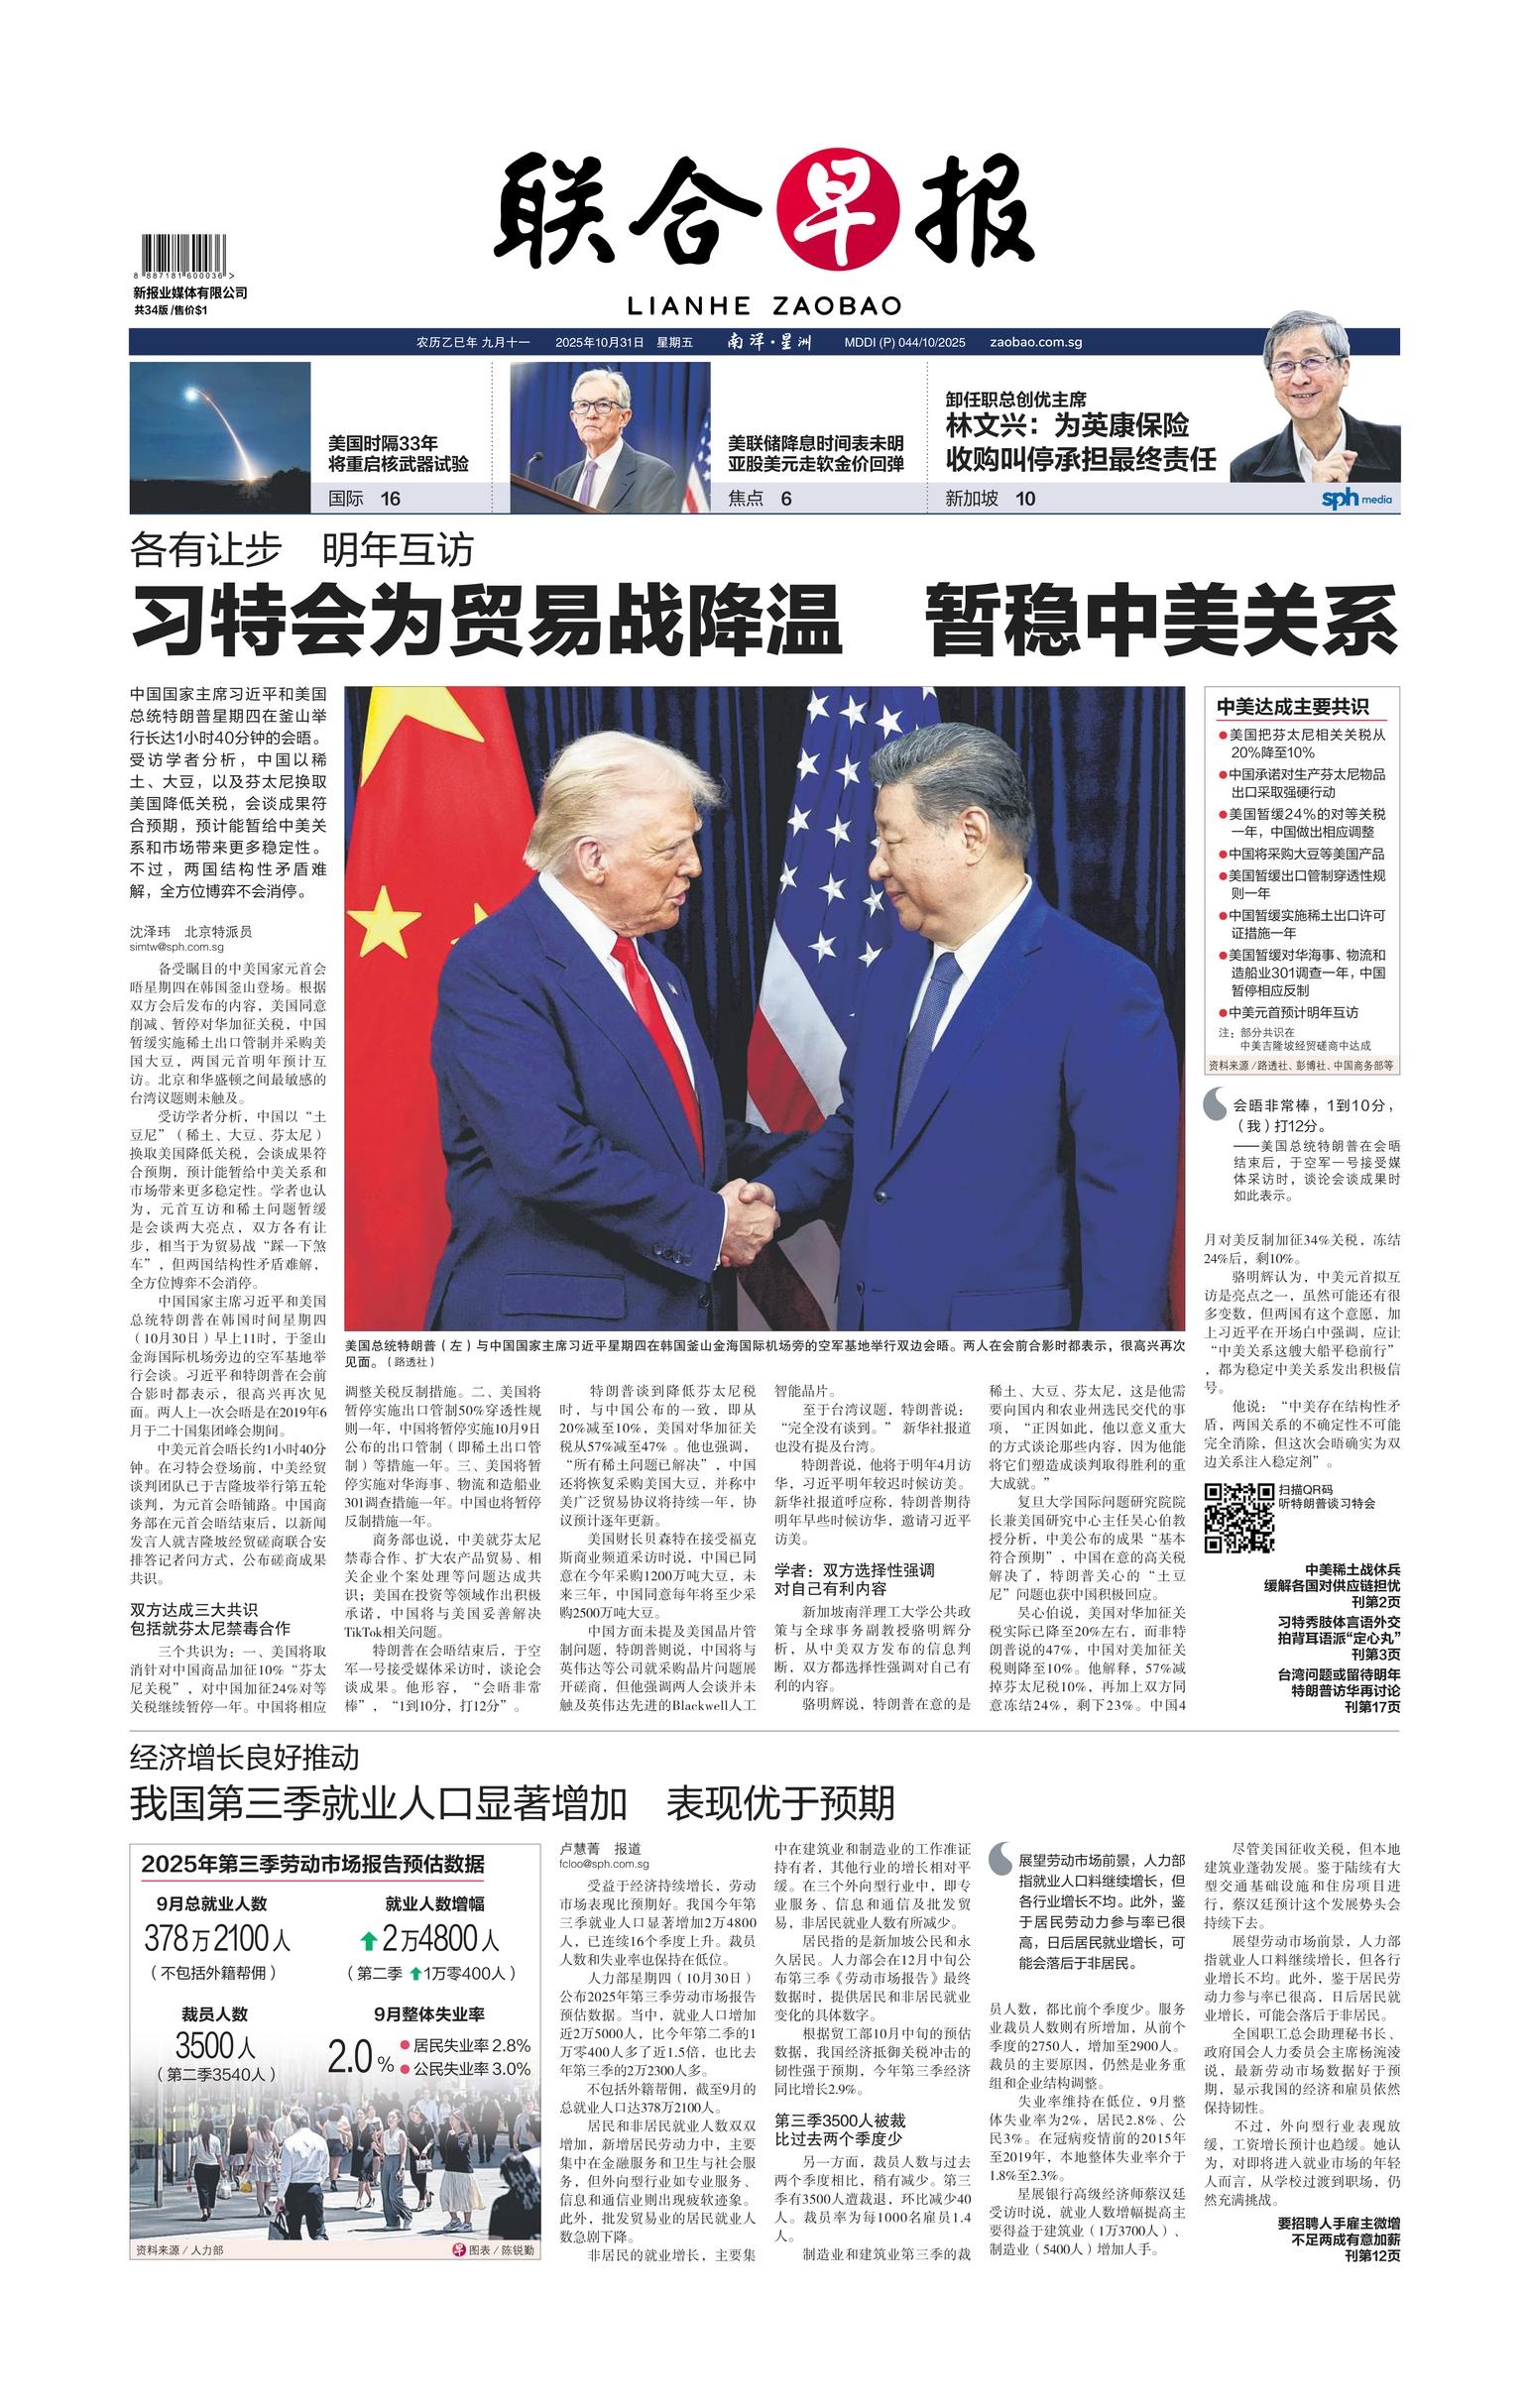 联合早报
LIANHE ZAOBAO
8 887181 600036 >
新报业媒体有限公司
共34版 /售价$1
农历乙巳年 九月十一 2025年10月31日 星期五 南洋·星洲 MDDI (P) 044/10/2025 zaobao.com.sg
美国时隔33年
将重启核武器试验
国际 16
美联储降息时间表未明
亚股美元走软金价回弹
焦点 6
卸任职总创优主席
林文兴：为英康保险
收购叫停承担最终责任
新加坡 10
sph media
各有让步 明年互访
习特会为贸易战降温 暂稳中美关系
中国国家主席习近平和美国
总统特朗普星期四在釜山举
行长达1小时40分钟的会晤。
受访学者分析，中国以稀
土、大豆，以及芬太尼换取
美国降低关税，会谈成果符
合预期，预计能暂给中美关
系和市场带来更多稳定性。
不过，两国结构性矛盾难
解，全方位博弈不会消停。
沈泽玮 北京特派员
simtw@sph.com.sg
备受瞩目的中美国家元首会
晤星期四在韩国釜山登场。根据
双方会后发布的内容，美国同意
削减、暂停对华加征关税，中国
暂缓实施稀土出口管制并采购美
国大豆，两国元首明年预计互
访。北京和华盛顿之间最敏感的
台湾议题则未触及。
受访学者分析，中国以“土
豆尼”（稀土、大豆、芬太尼）
换取美国降低关税，会谈成果符
合预期，预计能暂给中美关系和
市场带来更多稳定性。学者也认
为，元首互访和稀土问题暂缓
是会谈两大亮点，双方各有让
步，相当于为贸易战“踩一下煞
车”，但两国结构性矛盾难解，
全方位博弈不会消停。
中国国家主席习近平和美国
总统特朗普在韩国时间星期四
（10月30日）早上11时，于釜山
金海国际机场旁边的空军基地举
行会谈。习近平和特朗普在会前
合影时都表示，很高兴再次见
面。两人上一次会晤是在2019年6
月于二十国集团峰会期间。
中美元首会晤长约1小时40分
钟。在习特会登场前，中美经贸
谈判团队已于吉隆坡举行第五轮
谈判，为元首会晤铺路。中国商
务部在元首会晤结束后，以新闻
发言人就吉隆坡经贸磋商联合安
排答记者问方式，公布磋商成果
共识。
双方达成三大共识
包括就芬太尼禁毒合作
三个共识为：一、美国将取
消针对中国商品加征10%“芬太
尼关税”，对中国加征24%对等
关税继续暂停一年。中国将相应
美国总统特朗普（左）与中国国家主席习近平星期四在韩国釜山金海国际机场旁的空军基地举行双边会晤。两人在会前合影时都表示，很高兴再次
见面。（路透社）
调整关税反制措施。二、美国将
暂停实施出口管制50%穿透性规
则一年，中国将暂停实施10月9日
公布的出口管制（即稀土出口管
制）等措施一年。三、美国将暂
停实施对华海事、物流和造船业
301调查措施一年。中国也将暂停
反制措施一年。
商务部也说，中美就芬太尼
禁毒合作、扩大农产品贸易、相
关企业个案处理等问题达成共
识；美国在投资等领域作出积极
承诺，中国将与美国妥善解决
TikTok相关问题。
特朗普在会晤结束后，于空
军一号接受媒体采访时，谈论会
谈成果。他形容，“会晤非常
棒”，“1到10分，打12分”。
特朗普谈到降低芬太尼税
时，与中国公布的一致，即从
20%减至10%，美国对华加征关
税从57%减至47% 。他也强调，
“所有稀土问题已解决”，中国
还将恢复采购美国大豆，并称中
美广泛贸易协议将持续一年，协
议预计逐年更新。
美国财长贝森特在接受福克
斯商业频道采访时说，中国已同
意在今年采购1200万吨大豆，未
来三年，中国同意每年将至少采
购2500万吨大豆。
中国方面未提及美国晶片管
制问题，特朗普则说，中国将与
英伟达等公司就采购晶片问题展
开磋商，但他强调两人会谈并未
触及英伟达先进的Blackwell人工
智能晶片。
至于台湾议题，特朗普说：
“完全没有谈到。” 新华社报道
也没有提及台湾。
特朗普说，他将于明年4月访
华，习近平明年较迟时候访美。
新华社报道呼应称，特朗普期待
明年早些时候访华，邀请习近平
访美。
学者：双方选择性强调
对自己有利内容
新加坡南洋理工大学公共政
策与全球事务副教授骆明辉分
析，从中美双方发布的信息判
断，双方都选择性强调对自己有
利的内容。
骆明辉说，特朗普在意的是
稀土、大豆、芬太尼，这是他需
要向国内和农业州选民交代的事
项，“正因如此，他以意义重大
的方式谈论那些内容，因为他能
将它们塑造成谈判取得胜利的重
大成就。”
复旦大学国际问题研究院院
长兼美国研究中心主任吴心伯教
授分析，中美公布的成果“基本
符合预期”，中国在意的高关税
解决了，特朗普关心的“土豆
尼”问题也获中国积极回应。
吴心伯说，美国对华加征关
税实际已降至20%左右，而非特
朗普说的47%，中国对美加征关
税则降至10%。他解释，57%减
掉芬太尼税10%，再加上双方同
意冻结24%，剩下23%。中国4
中美达成主要共识
●美国把芬太尼相关关税从
20%降至10%
●中国承诺对生产芬太尼物品
出口采取强硬行动
●美国暂缓24%的对等关税
一年，中国做出相应调整
●中国将采购大豆等美国产品
●美国暂缓出口管制穿透性规
则一年
●中国暂缓实施稀土出口许可
证措施一年
●美国暂缓对华海事、物流和
造船业301调查一年，中国
暂停相应反制
●中美元首预计明年互访
注：部分共识在
中美吉隆坡经贸磋商中达成
资料来源 /路透社、彭博社、中国商务部等
会晤非常棒，1到10分，
（我）打12分。
——美国总统特朗普在会晤
结束后，于空军一号接受媒
体采访时，谈论会谈成果时
如此表示。
月对美反制加征34%关税，冻结
24%后，剩10%。
骆明辉认为，中美元首拟互
访是亮点之一，虽然可能还有很
多变数，但两国有这个意愿，加
上习近平在开场白中强调，应让
“中美关系这艘大船平稳前行”
，都为稳定中美关系发出积极信
号。
他说：“中美存在结构性矛
盾，两国关系的不确定性不可能
完全消除，但这次会晤确实为双
边关系注入稳定剂”。
扫描QR码
听特朗普谈习特会
中美稀土战休兵
缓解各国对供应链担忧
刊第2页
习特秀肢体言语外交
拍背耳语派“定心丸”
刊第3页
台湾问题或留待明年
特朗普访华再讨论
刊第17页
经济增长良好推动
我国第三季就业人口显著增加 表现优于预期
2025年第三季劳动市场报告预估数据
9月总就业人数
378万2100人
（不包括外籍帮佣）
就业人数增幅
2万4800人
（第二季 1万零400人）
裁员人数
3500人
（第二季3540人）
9月整体失业率
2.0%
●居民失业率 2.8%
●公民失业率 3.0%
资料来源 / 人力部
早 图表 / 陈锐勤
卢慧菁 报道
fcloo@sph.com.sg
受益于经济持续增长，劳动
市场表现比预期好。我国今年第
三季就业人口显著增加2万4800
人，已连续16个季度上升。裁员
人数和失业率也保持在低位。
人力部星期四（10月30日）
公布2025年第三季劳动市场报告
预估数据。当中，就业人口增加
近2万5000人，比今年第二季的1
万零400人多了近1.5倍，也比去
年第三季的2万2300人多。
不包括外籍帮佣，截至9月的
总就业人口达378万2100人。
居民和非居民就业人数双双
增加，新增居民劳动力中，主要
集中在金融服务和卫生与社会服
务，但外向型行业如专业服务、
信息和通信业则出现疲软迹象。
此外，批发贸易业的居民就业人
数急剧下降。
非居民的就业增长，主要集
中在建筑业和制造业的工作准证
持有者，其他行业的增长相对平
缓。在三个外向型行业中，即专
业服务、信息和通信及批发贸
易，非居民就业人数有所减少。
居民指的是新加坡公民和永
久居民。人力部会在12月中旬公
布第三季《劳动市场报告》最终
数据时，提供居民和非居民就业
变化的具体数字。
根据贸工部10月中旬的预估
数据，我国经济抵御关税冲击的
韧性强于预期，今年第三季经济
同比增长2.9%。
第三季3500人被裁
比过去两个季度少
另一方面，裁员人数与过去
两个季度相比，稍有减少。第三
季有3500人遭裁退，环比减少40
人。裁员率为每1000名雇员1.4
人。
制造业和建筑业第三季的裁
展望劳动市场前景，人力部
指就业人口料继续增长，但
各行业增长不均。此外，鉴
于居民劳动力参与率已很
高，日后居民就业增长，可
能会落后于非居民。
员人数，都比前个季度少。服务
业裁员人数则有所增加，从前个
季度的2750人，增加至2900人。
裁员的主要原因，仍然是业务重
组和企业结构调整。
失业率维持在低位，9月整
体失业率为2%，居民2.8%、公
民3%。在冠病疫情前的2015年
至2019年，本地整体失业率介于
1.8%至2.3%。
星展银行高级经济师蔡汉廷
受访时说，就业人数增幅提高主
要得益于建筑业（1万3700人）、
制造业（5400人）增加人手。
尽管美国征收关税，但本地
建筑业蓬勃发展。鉴于陆续有大
型交通基础设施和住房项目进
行，蔡汉廷预计这个发展势头会
持续下去。
展望劳动市场前景，人力部
指就业人口料继续增长，但各行
业增长不均。此外，鉴于居民劳
动力参与率已很高，日后居民就
业增长，可能会落后于非居民。
全国职工总会助理秘书长、
政府国会人力委员会主席杨涴淩
说，最新劳动市场数据好于预
期，显示我国的经济和雇员依然
保持韧性。
不过，外向型行业表现放
缓，工资增长预计也趋缓。她认
为，对即将进入就业市场的年轻
人而言，从学校过渡到职场，仍
然充满挑战。
要招聘人手雇主微增
不足两成有意加薪
刊第12页